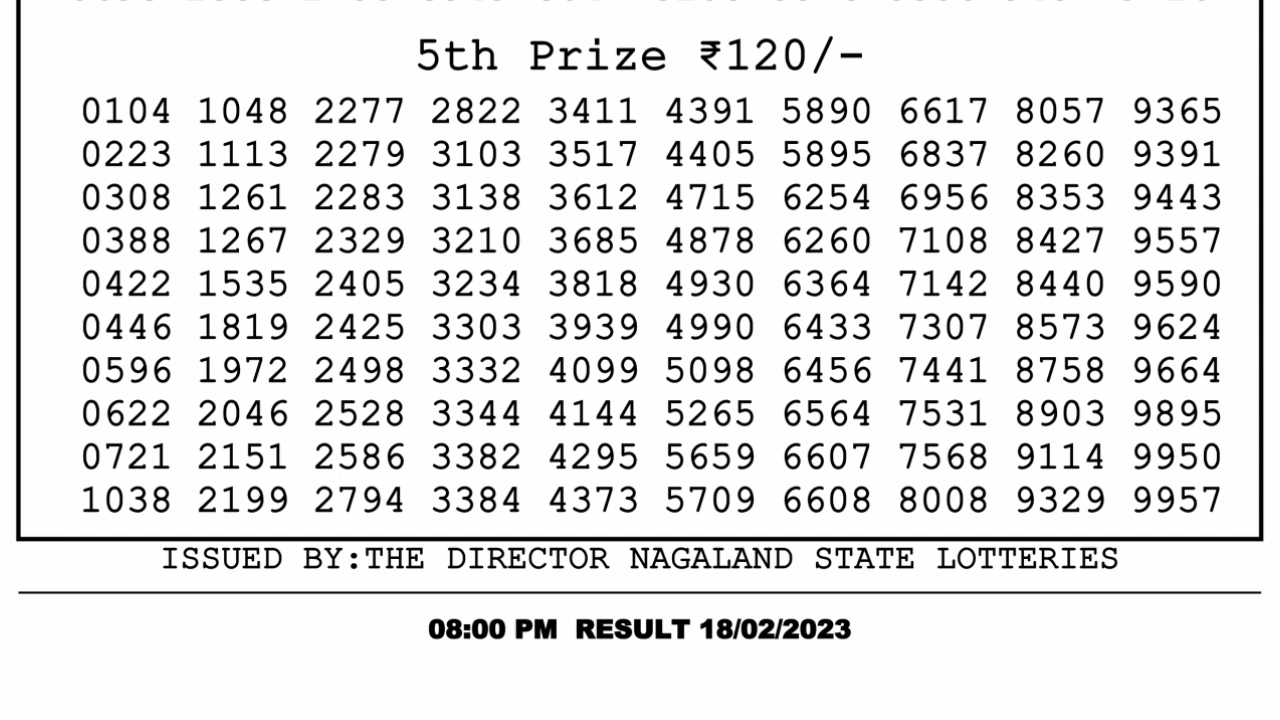 5th Prize ₹120/-
0104 1048 2277 2822 3411 4391 5890 6617 8057 9365
0223 1113 2279 3103 3517 4405 5895 6837 8260 9391
0308 1261 2283 3138 3612 4715 6254 6956 8353 9443
0388 1267 2329 3210 3685 4878 6260 7108 8427 9557
0422 1535 2405 3234 3818 4930 6364 7142 8440 9590
0446 1819 2425 3303 3939 4990 6433 7307 8573 9624
0596 1972 2498 3332 4099 5098 6456 7441 8758 9664
0622 2046 2528 3344 4144 5265 6564 7531 8903 9895
0721 2151 2586 3382 4295 5659 6607 7568 9114 9950
1038 2199 2794 3384 4373 5709 6608 8008 9329 9957
ISSUED BY:THE DIRECTOR NAGALAND STATE LOTTERIES
08:00 PM RESULT 18/02/2023